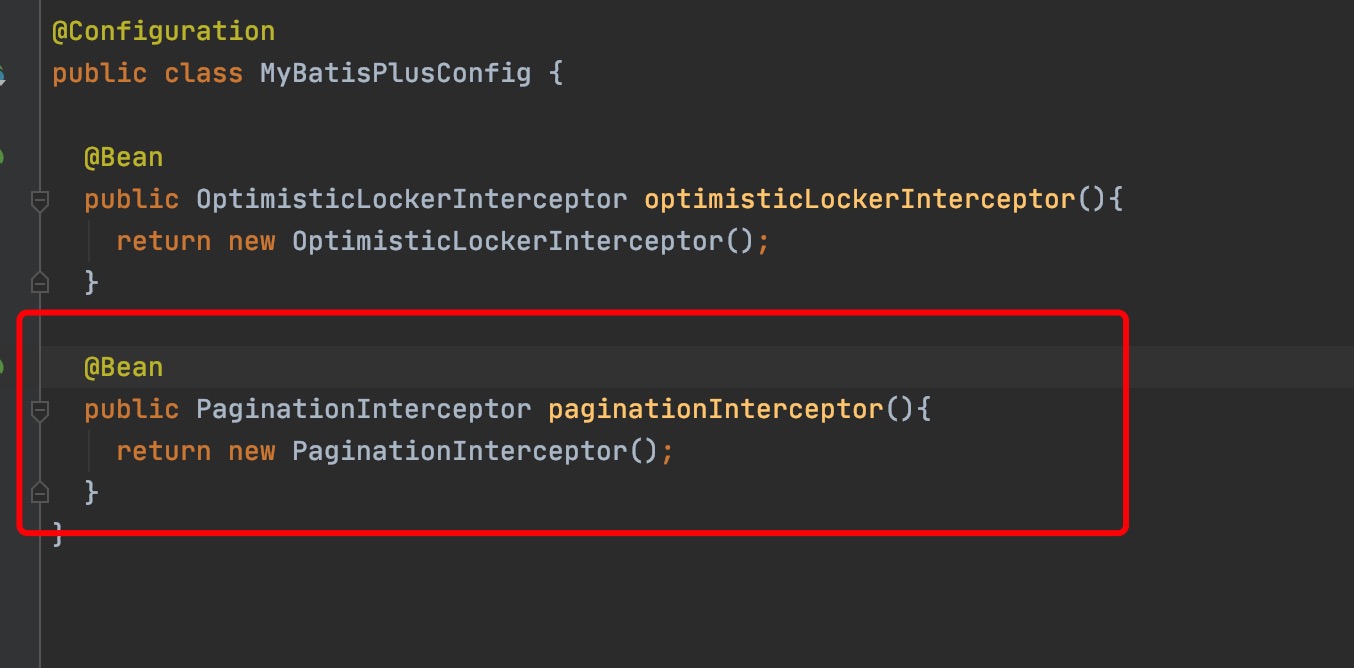 @Configuration
public class MyBatisPlusConfig {
@Bean
public OptimisticLockerInterceptor optimisticLockerInterceptor(){
return new OptimisticLockerInterceptor();
}
@Bean
public PaginationInterceptor paginationInterceptor(){
return new PaginationInterceptor();
}
}